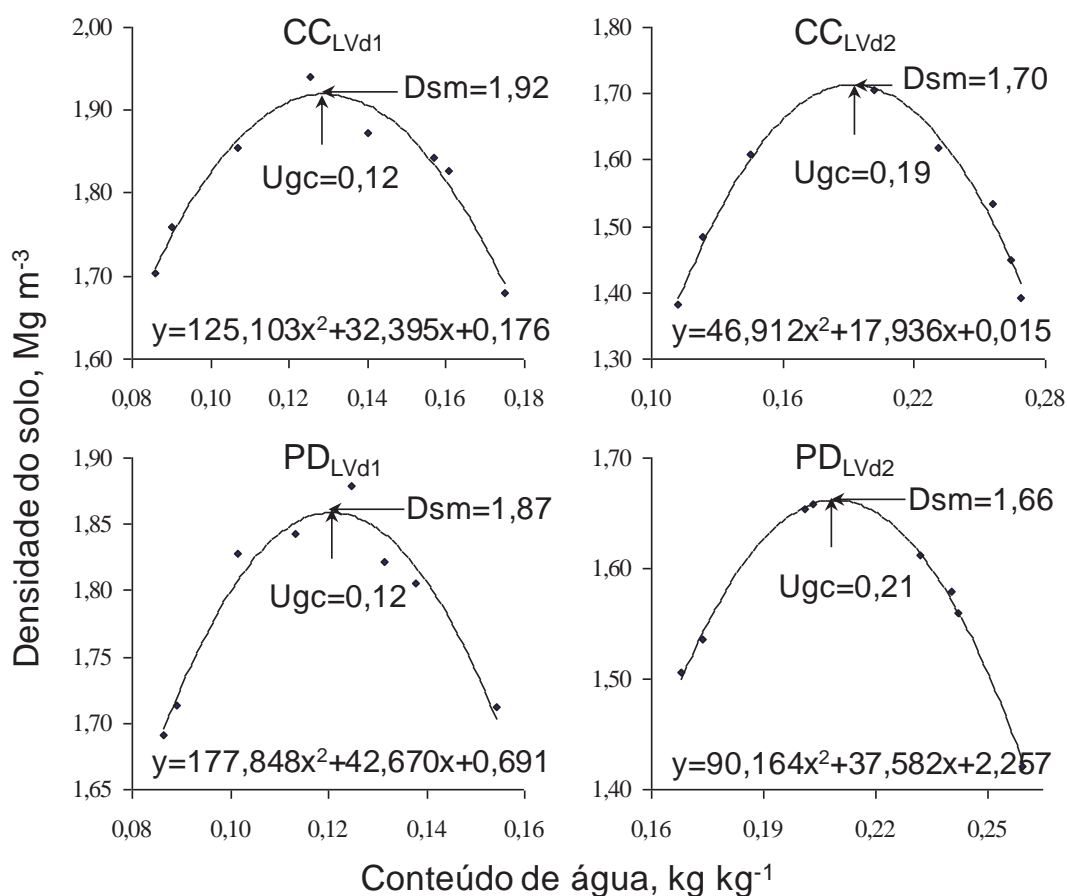 Densidade do solo, Mg m⁻³
CC_LVd1
2,00
1,90
1,80
1,70
1,60
Dsm=1,92
Ugc=0,12
y=125,103x²+32,395x+0,176
0,08 0,10 0,12 0,14 0,16 0,18
CC_LVd2
1,80
1,70
1,60
1,50
1,40
1,30
Dsm=1,70
Ugc=0,19
y=46,912x²+17,936x+0,015
0,10 0,16 0,22 0,28
PD_LVd1
1,90
1,85
1,80
1,75
1,70
1,65
Dsm=1,87
Ugc=0,12
y=177,848x²+42,670x+0,691
0,08 0,10 0,12 0,14 0,16
PD_LVd2
1,70
1,60
1,50
1,40
Dsm=1,66
Ugc=0,21
y=90,164x²+37,582x+2,257
0,16 0,19 0,22 0,25
Conteúdo de água, kg kg⁻¹